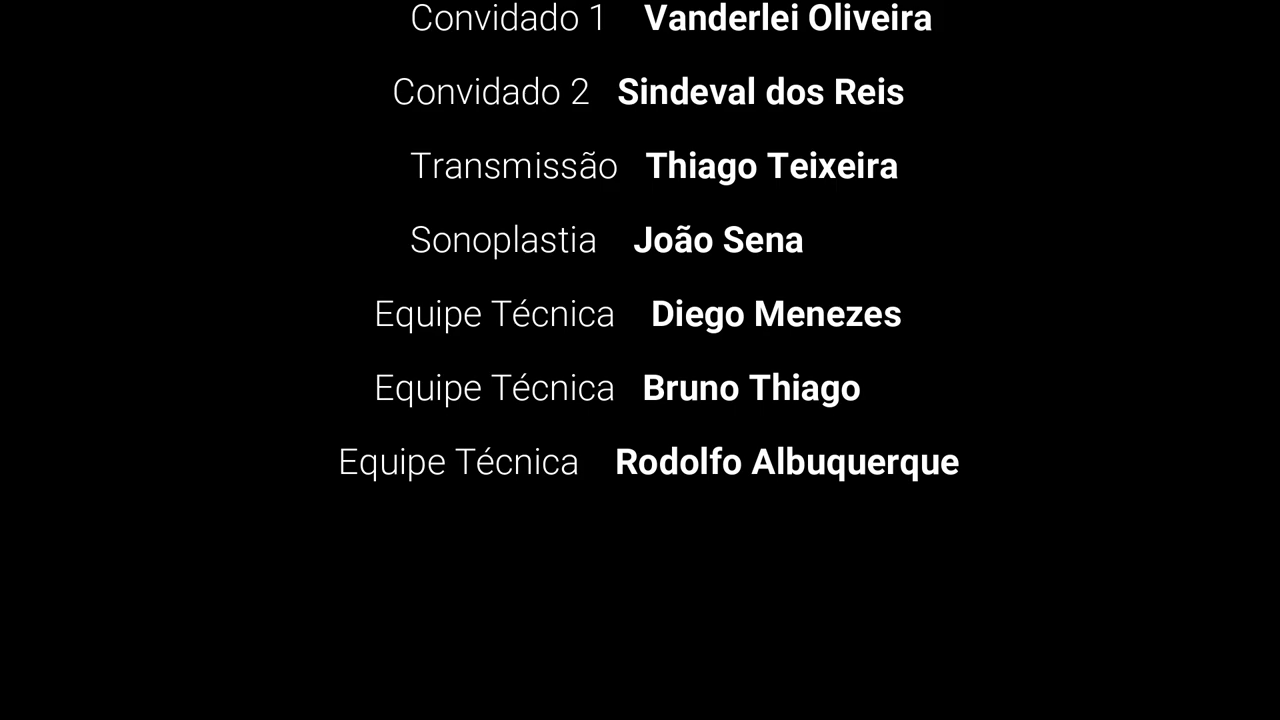 Convidado 1 Vanderlei Oliveira
Convidado 2 Sindeval dos Reis
Transmissão Thiago Teixeira
Sonoplastia João Sena
Equipe Técnica Diego Menezes
Equipe Técnica Bruno Thiago
Equipe Técnica Rodolfo Albuquerque